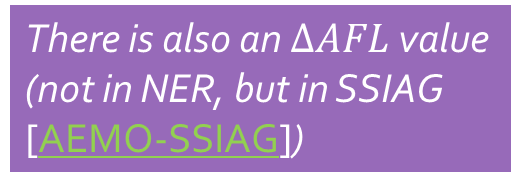 There is also an ΔAFL value
(not in NER, but in SSIAG
[AEMO-SSIAG])